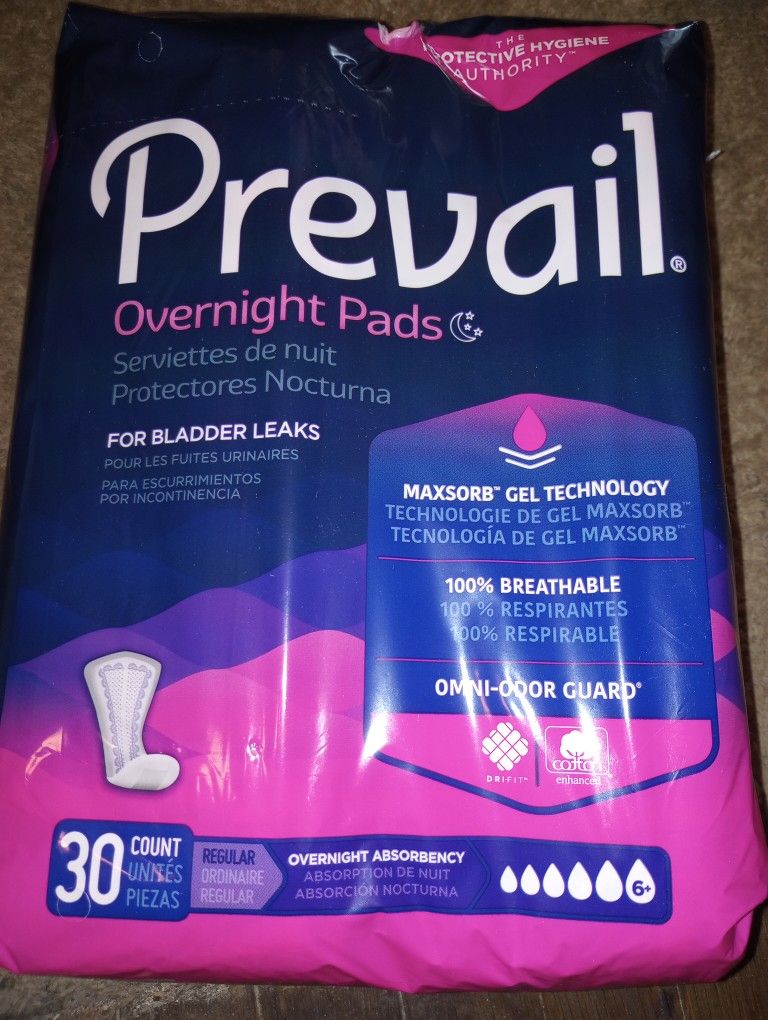 THE
PROTECTIVE HYGIENE
AUTHORITY™
Prevail®
Overnight Pads
Serviettes de nuit
Protectores Nocturna
FOR BLADDER LEAKS
POUR LES FUITES URINAIRES
PARA ESCURRIMIENTOS
POR INCONTINENCIA
MAXSORB™ GEL TECHNOLOGY
TECHNOLOGIE DE GEL MAXSORB™
TECNOLOGÍA DE GEL MAXSORB™
100% BREATHABLE
100 % RESPIRANTES
100% RESPIRABLE
OMNI-ODOR GUARD®
DRI-FIT™
cotton
enhanced
30 COUNT
UNITÉS
PIEZAS
REGULAR
ORDINAIRE
REGULAR
OVERNIGHT ABSORBENCY
ABSORPTION DE NUIT
ABSORCIÓN NOCTURNA
6+